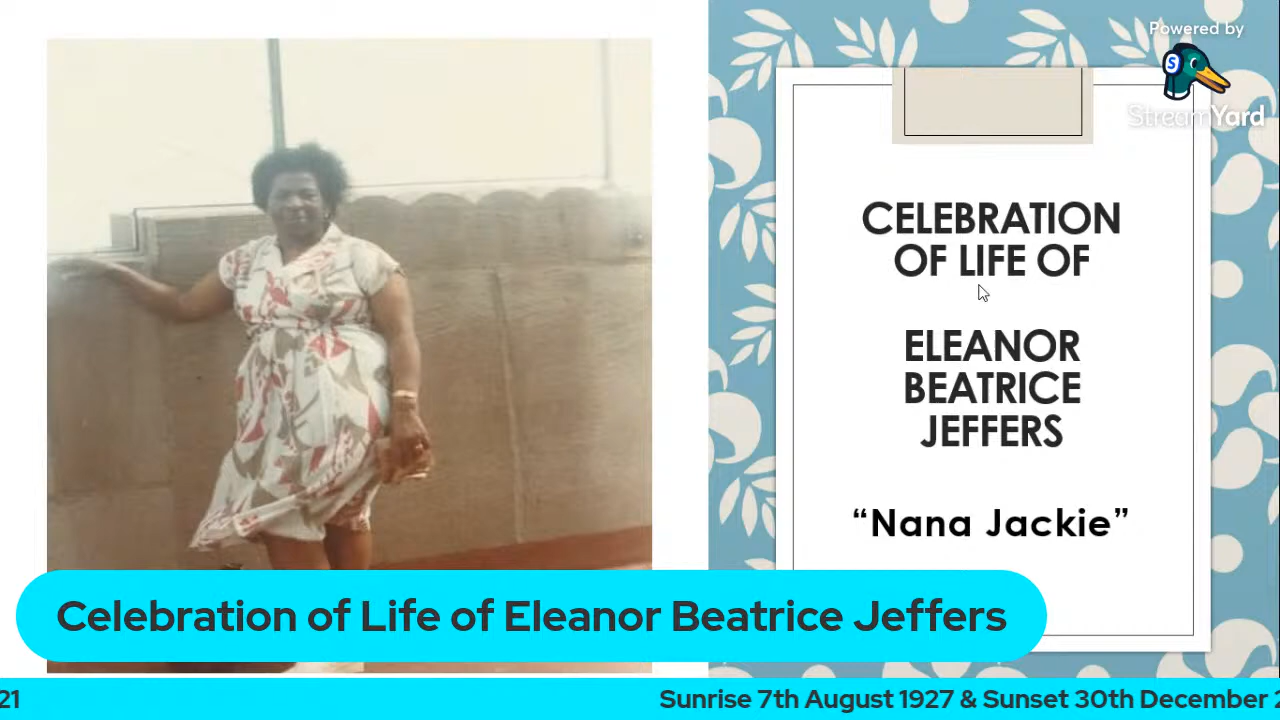 Powered by
StreamYard
CELEBRATION
OF LIFE OF
ELEANOR
BEATRICE
JEFFERS
“Nana Jackie”
Celebration of Life of Eleanor Beatrice Jeffers
21
Sunrise 7th August 1927 & Sunset 30th December 2